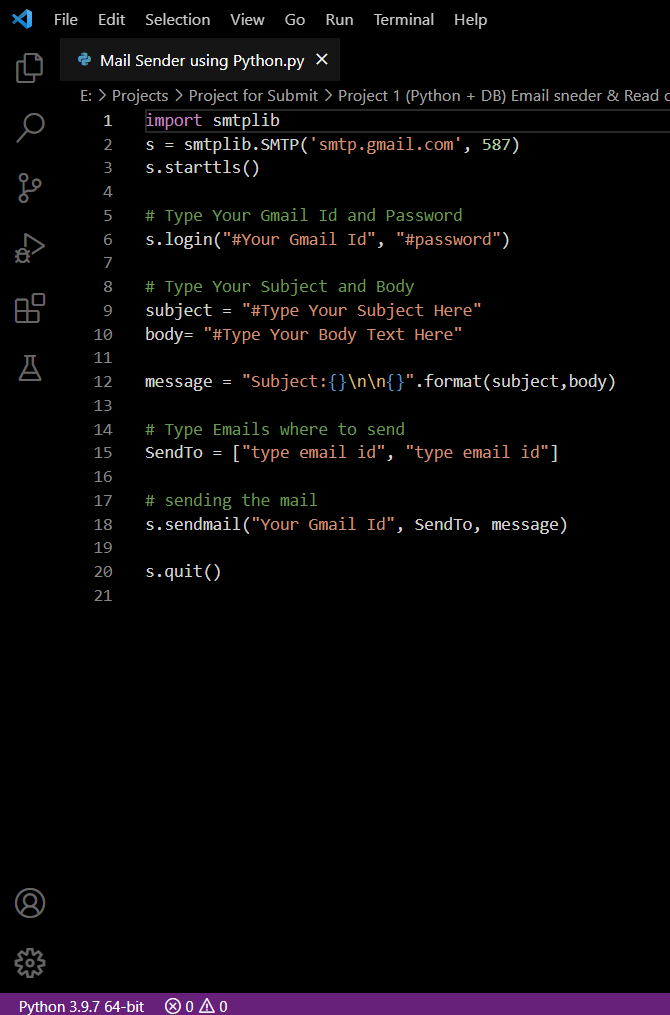 File Edit Selection View Go Run Terminal Help
Mail Sender using Python.py
E: > Projects > Project for Submit > Project 1 (Python + DB) Email sneder & Read
1 import smtplib
2 s = smtplib.SMTP('smtp.gmail.com', 587)
3 s.starttls()
4
5 # Type Your Gmail Id and Password
6 s.login("#Your Gmail Id", "#password")
7
8 # Type Your Subject and Body
9 subject = "#Type Your Subject Here"
10 body= "#Type Your Body Text Here"
11
12 message = "Subject:{}\n\n{}".format(subject,body)
13
14 # Type Emails where to send
15 SendTo = ["type email id", "type email id"]
16
17 # sending the mail
18 s.sendmail("Your Gmail Id", SendTo, message)
19
20 s.quit()
21
Python 3.9.7 64-bit 0 0